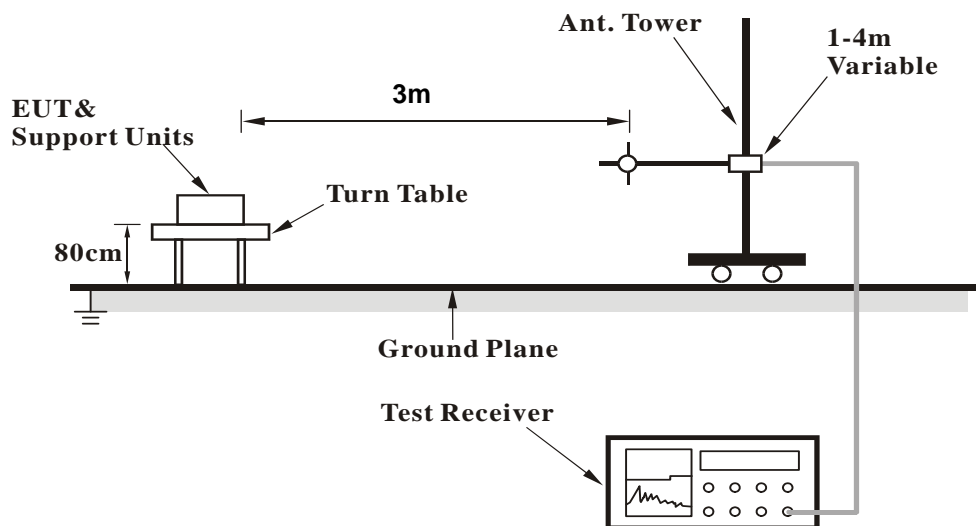 Ant. Tower
1-4m
Variable
3m
EUT&
Support Units
Turn Table
80cm
Ground Plane
Test Receiver